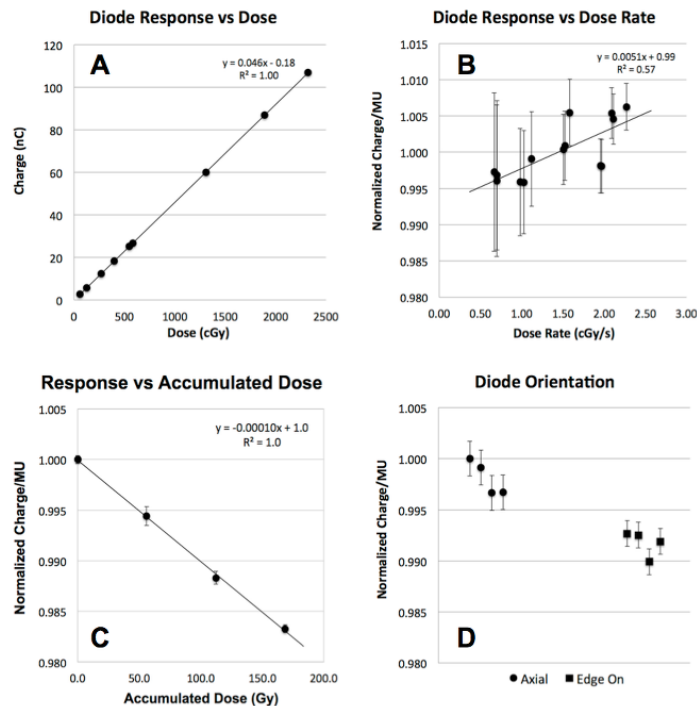 Diode Response vs Dose
A
y = 0.046x - 0.18
R² = 1.00
Charge (nC)
120
100
80
60
40
20
0
0 500 1000 1500 2000 2500
Dose (cGy)
Diode Response vs Dose Rate
B
y = 0.0051x + 0.99
R² = 0.57
Normalized Charge/MU
1.015
1.010
1.005
1.000
0.995
0.990
0.985
0.980
0.00 0.50 1.00 1.50 2.00 2.50 3.00
Dose Rate (cGy/s)
Response vs Accumulated Dose
y = -0.00010x + 1.0
R² = 1.0
Normalized Charge/MU
1.005
1.000
0.995
0.990
0.985
0.980
C
0.0 50.0 100.0 150.0 200.0
Accumulated Dose (Gy)
Diode Orientation
Normalized Charge/MU
1.005
1.000
0.995
0.990
0.985
0.980
D
Axial Edge On